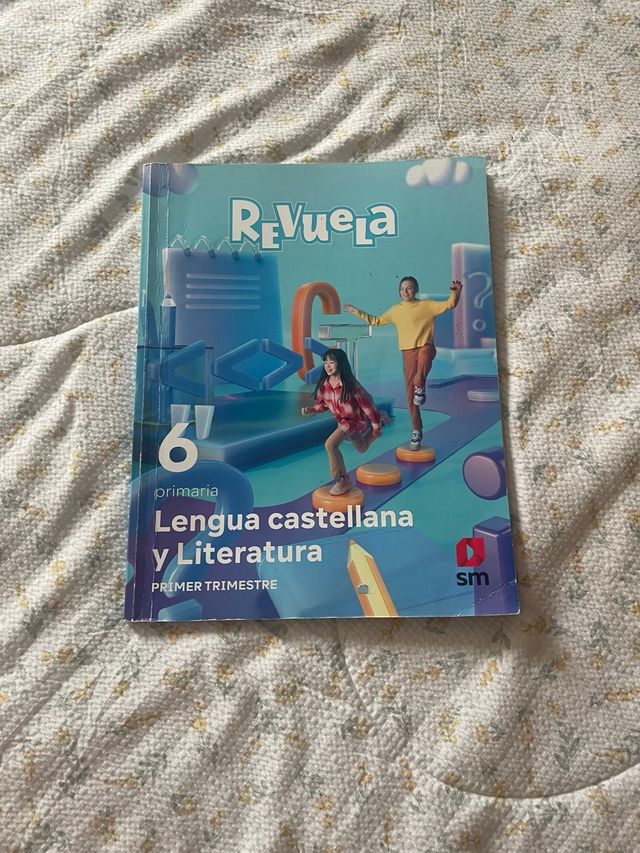 REVUELA
6
primaria
Lengua castellana
y Literatura
PRIMER TRIMESTRE
sm